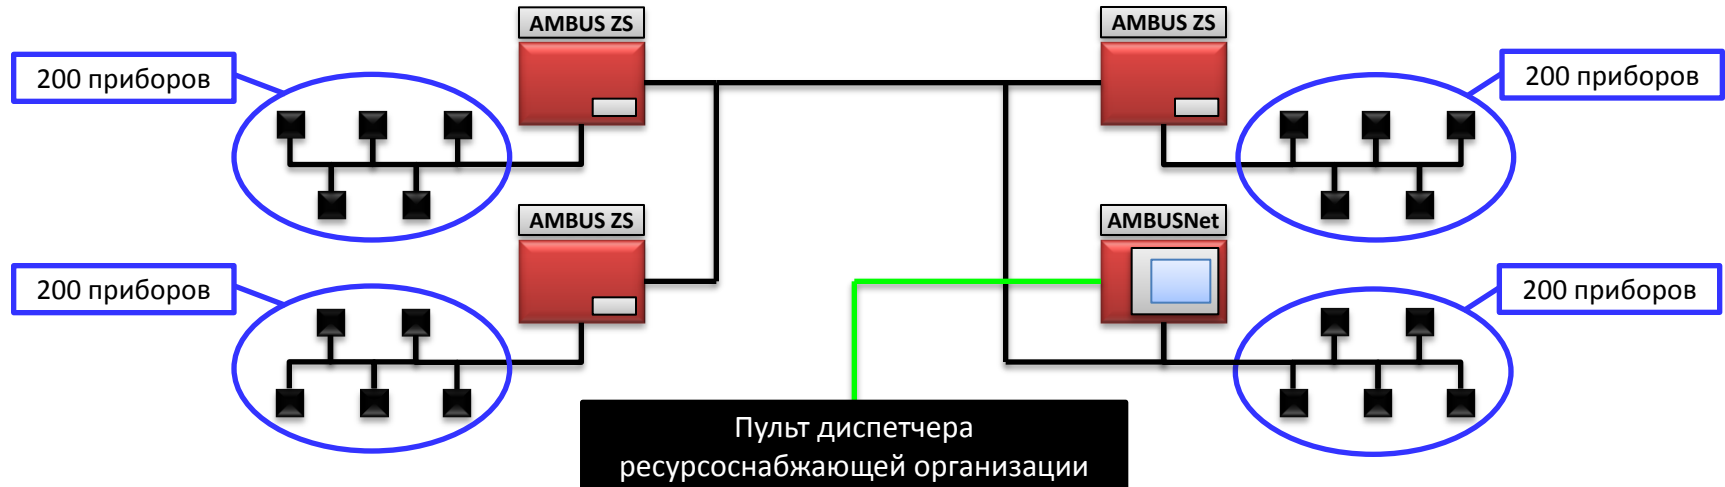 AMBUS ZS
AMBUS ZS
200 приборов
200 приборов
AMBUS ZS
AMBUSNet
200 приборов
200 приборов
Пульт диспетчера
ресурсоснабжающей организации